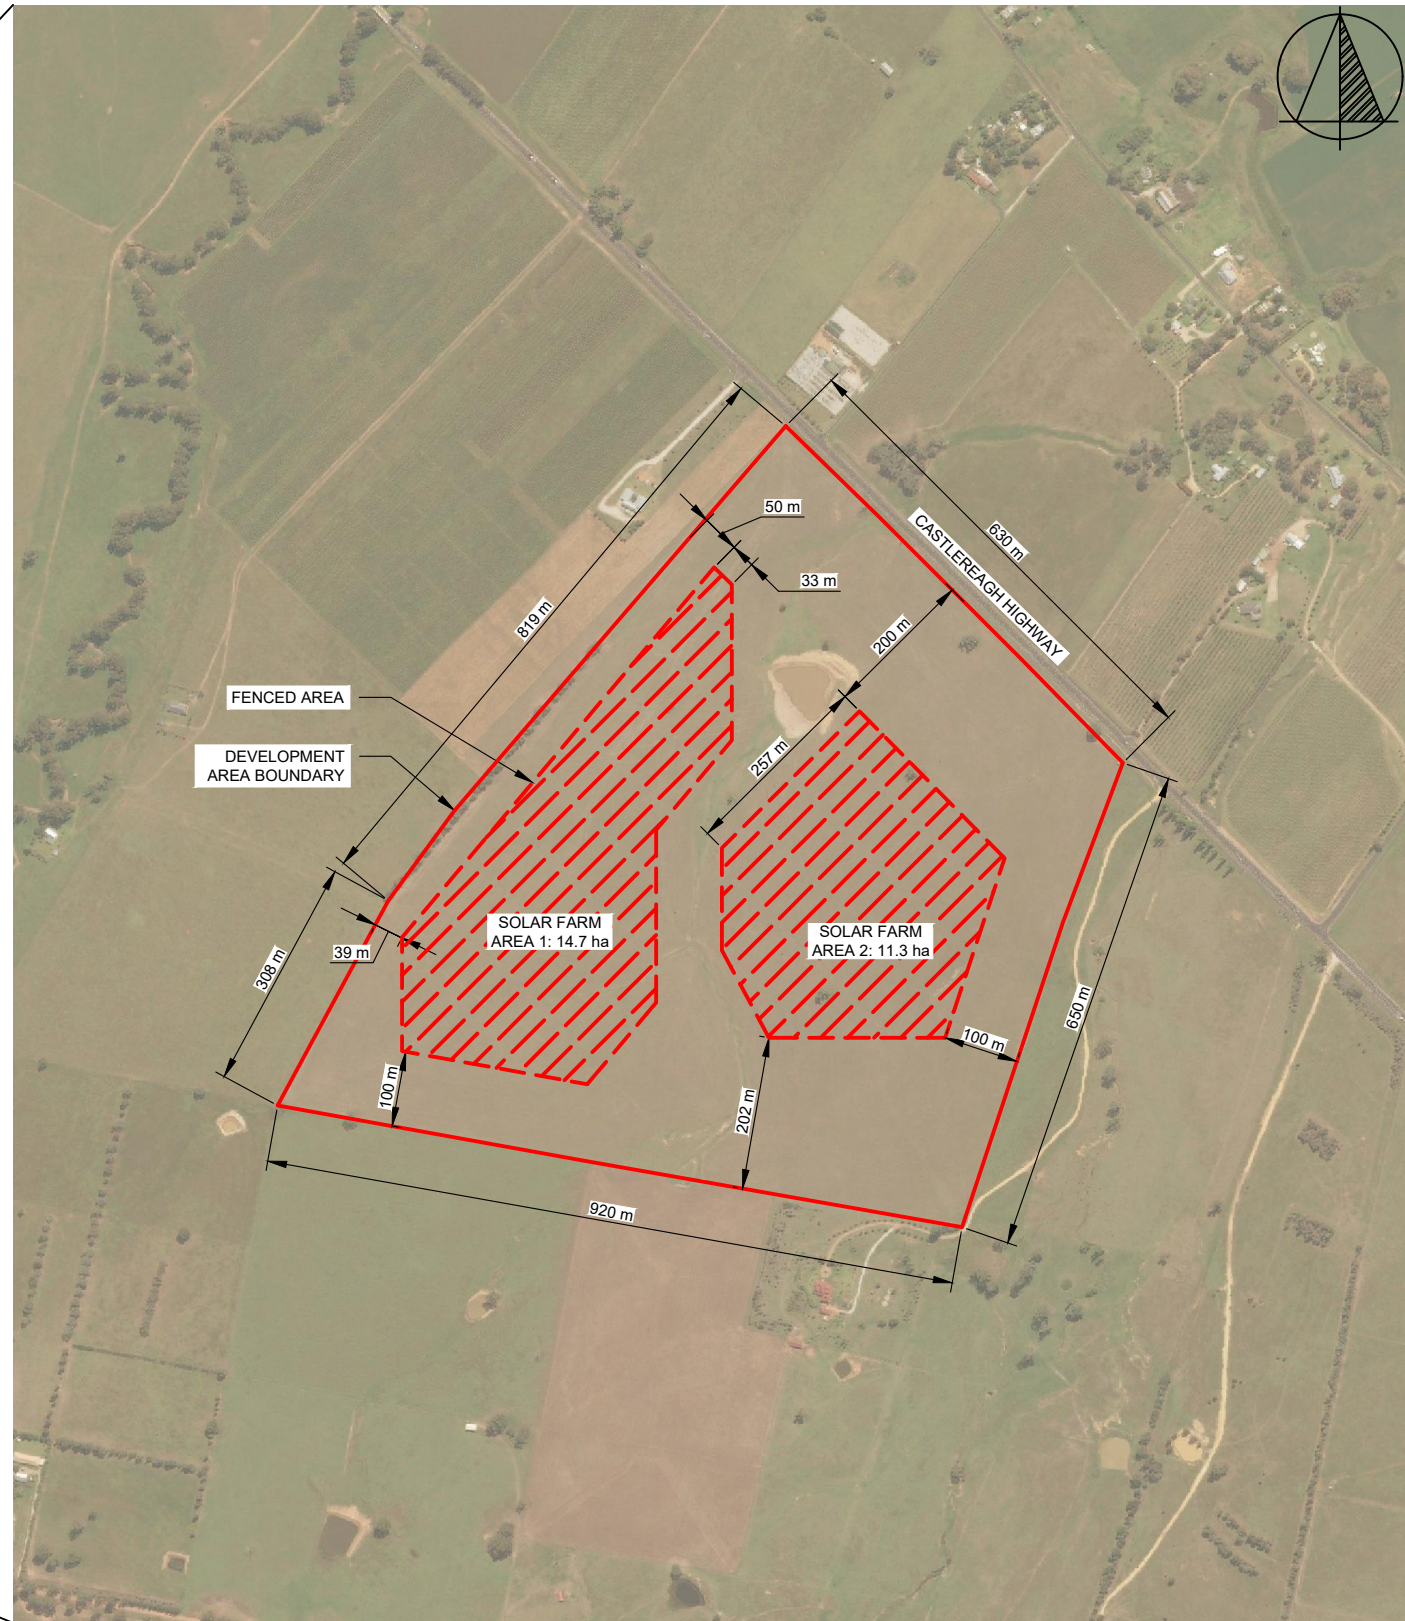 50 m
630 m
CASTLEREAGH HIGHWAY
33 m
819 m
200 m
FENCED AREA
257 m
DEVELOPMENT
AREA BOUNDARY
SOLAR FARM
AREA 1: 14.7 ha
SOLAR FARM
AREA 2: 11.3 ha
39 m
308 m
650 m
100 m
100 m
202 m
920 m